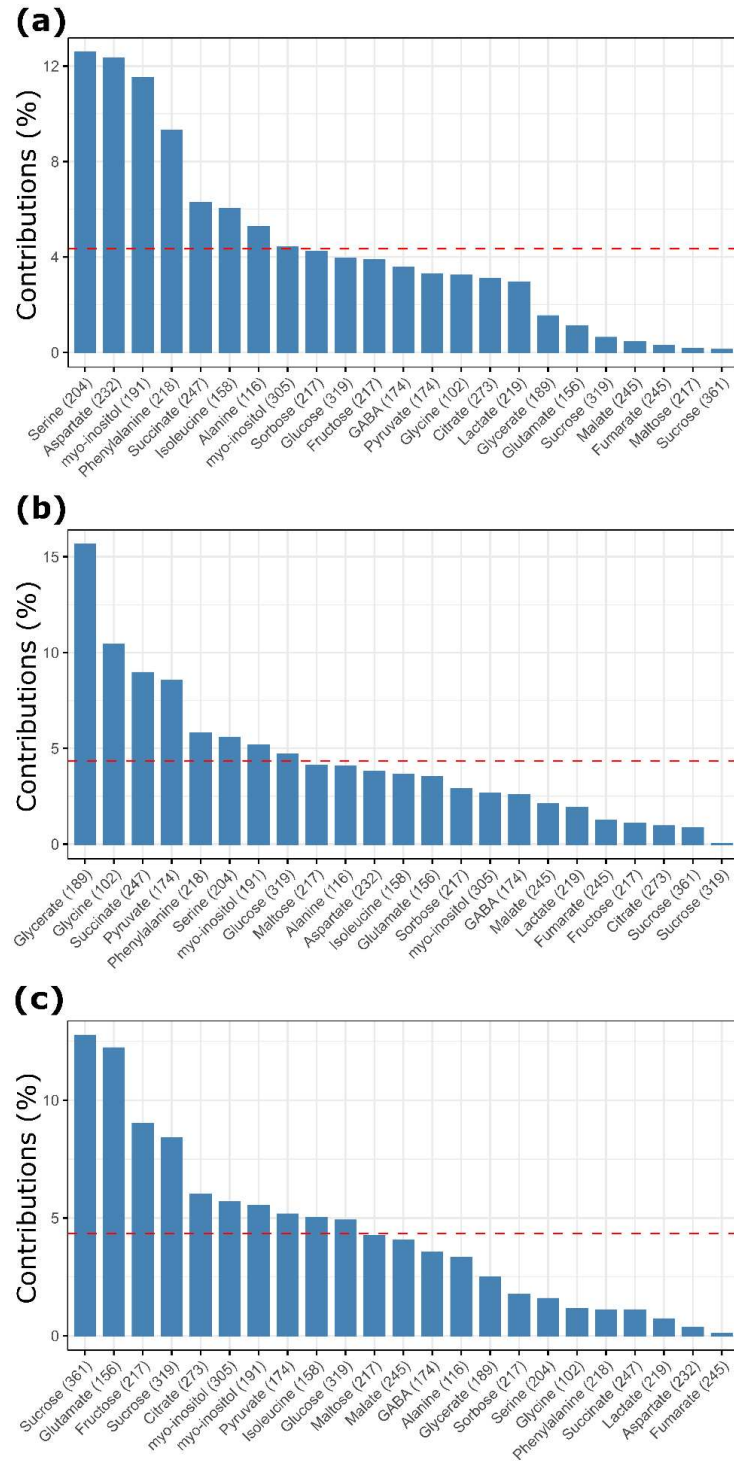 (a)
Contributions (%)
12
8
4
0
Serine (204)
Aspartate (232)
myo-inositol (191)
Phenylalanine (218)
Succinate (247)
Isoleucine (158)
Alanine (116)
myo-inositol (305)
Sorbose (217)
Glucose (319)
Fructose (217)
GABA (174)
Pyruvate (174)
Glycine (102)
Citrate (273)
Lactate (219)
Glycerate (189)
Glutamate (156)
Sucrose (319)
Malate (245)
Fumarate (245)
Maltose (217)
Sucrose (361)
(b)
Contributions (%)
15
10
5
0
Glycerate (189)
Glycine (102)
Succinate (247)
Pyruvate (174)
Phenylalanine (218)
Serine (204)
myo-inositol (191)
Glucose (319)
Maltose (217)
Alanine (116)
Aspartate (232)
Isoleucine (158)
Glutamate (156)
Sorbose (217)
myo-inositol (305)
GABA (174)
Malate (245)
Lactate (219)
Fumarate (245)
Fructose (217)
Citrate (273)
Sucrose (361)
Sucrose (319)
(c)
Contributions (%)
10
5
0
Sucrose (361)
Glutamate (156)
Fructose (217)
Sucrose (319)
Citrate (273)
myo-inositol (305)
myo-inositol (191)
Pyruvate (174)
Isoleucine (158)
Glucose (319)
Maltose (217)
Malate (245)
GABA (174)
Alanine (116)
Glycerate (189)
Sorbose (217)
Serine (204)
Glycine (102)
Phenylalanine (218)
Succinate (247)
Lactate (219)
Aspartate (232)
Fumarate (245)